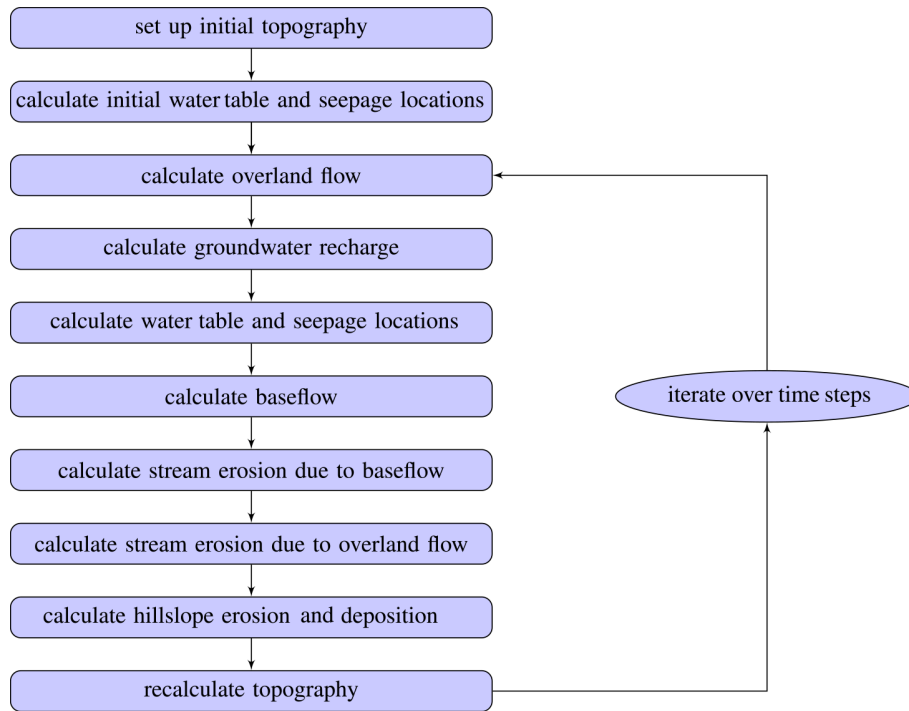 set up initial topography
calculate initial water table and seepage locations
calculate overland flow
calculate groundwater recharge
calculate water table and seepage locations
calculate baseflow
iterate over time steps
calculate stream erosion due to baseflow
calculate stream erosion due to overland flow
calculate hillslope erosion and deposition
recalculate topography